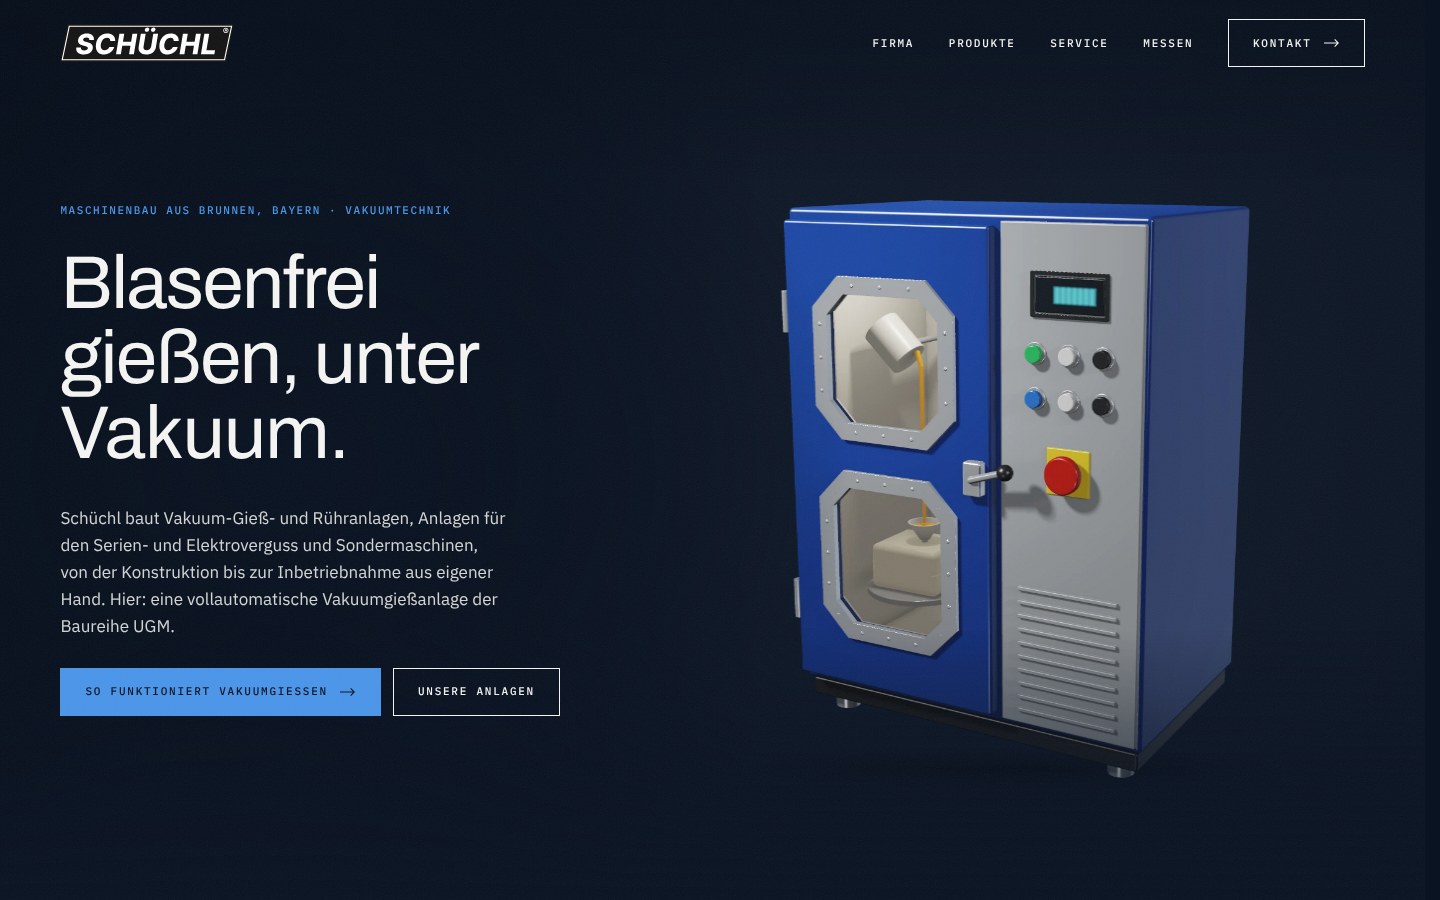 SCHÜCHL®
FIRMA PRODUKTE SERVICE MESSEN KONTAKT →
MASCHINENBAU AUS BRUNNEN, BAYERN · VAKUUMTECHNIK
Blasenfrei
gießen, unter
Vakuum.
Schüchl baut Vakuum-Gieß- und Rühranlagen, Anlagen für
den Serien- und Elektroverguss und Sondermaschinen,
von der Konstruktion bis zur Inbetriebnahme aus eigener
Hand. Hier: eine vollautomatische Vakuumgießanlage der
Baureihe UGM.
SO FUNKTIONIERT VAKUUMGIESSEN → UNSERE ANLAGEN